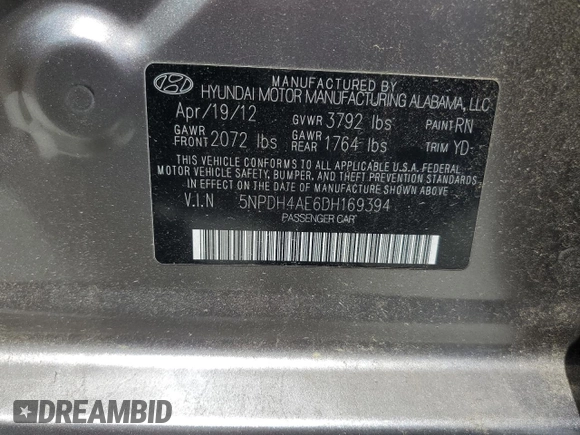 MANUFACTURED BY
HYUNDAI MOTOR MANUFACTURING ALABAMA, LLC
Apr/19/12 GVWR 3792 lbs PAINT RN
GAWR FRONT 2072 lbs GAWR REAR 1764 lbs TRIM YD
THIS VEHICLE CONFORMS TO ALL APPLICABLE U.S.A. FEDERAL
MOTOR VEHICLE SAFETY, BUMPER, AND THEFT PREVENTION STANDARDS
IN EFFECT ON THE DATE OF MANUFACTURE SHOWN ABOVE
V.I.N 5NPDH4AE6DH169394
PASSENGER CAR
DREAMBID